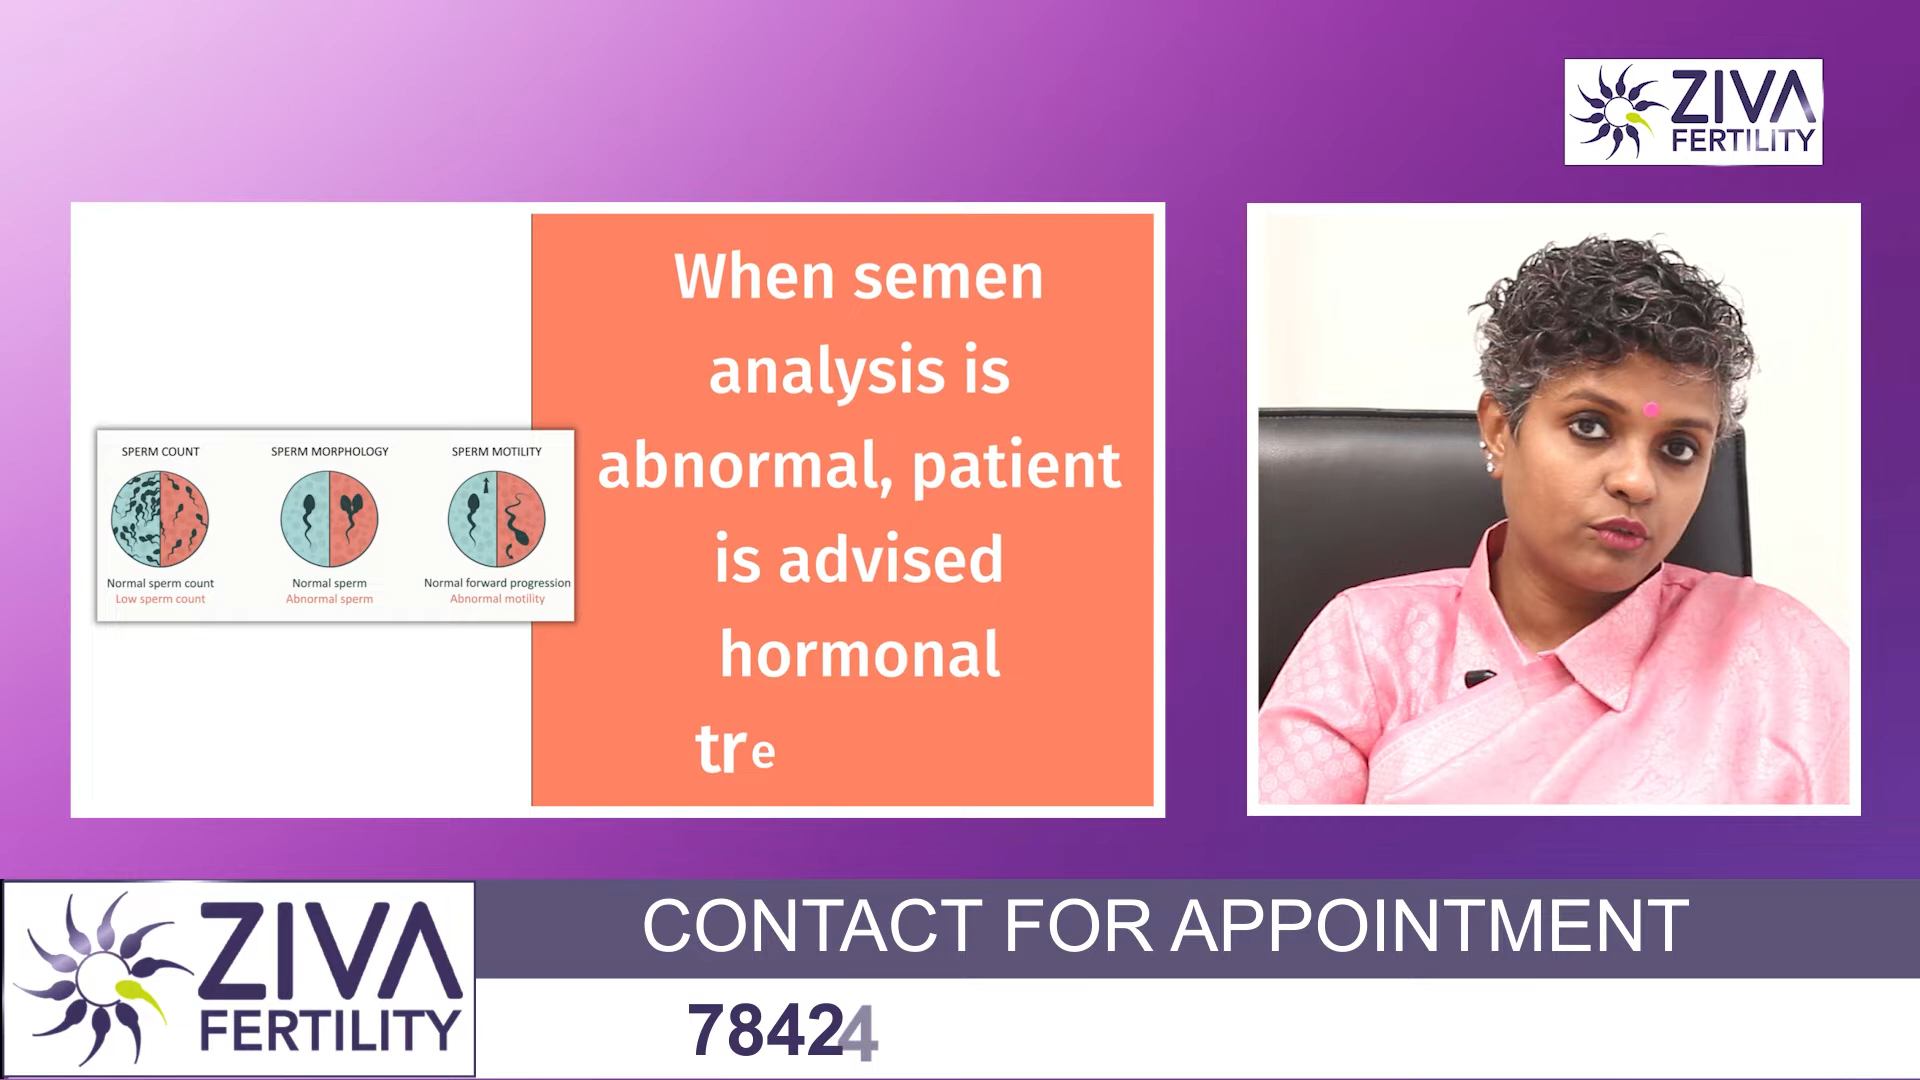 ZIVA
FERTILITY
When semen
analysis is
abnormal, patient
is advised
hormonal
tre
SPERM COUNT
SPERM MORPHOLOGY
SPERM MOTILITY
Normal sperm count
Low sperm count
Normal sperm
Abnormal sperm
Normal forward progression
Abnormal motility
ZIVA
FERTILITY
CONTACT FOR APPOINTMENT
78424